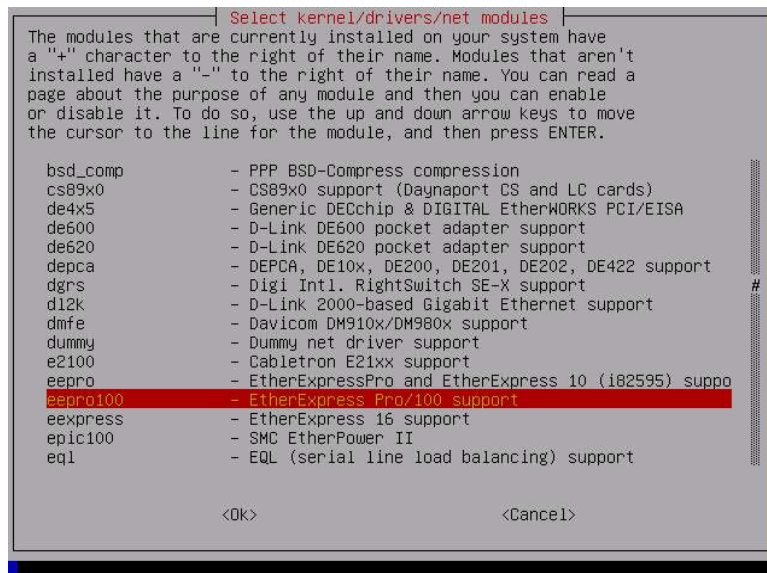 Select kernel/drivers/net modules
The modules that are currently installed on your system have
a "+" character to the right of their name. Modules that aren't
installed have a "-" to the right of their name. You can read a
page about the purpose of any module and then you can enable
or disable it. To do so, use the up and down arrow keys to move
the cursor to the line for the module, and then press ENTER.
bsd_comp - PPP BSD-Compress compression
cs89x0 - CS89x0 support (Daynaport CS and LC cards)
de4x5 - Generic DECchip & DIGITAL EtherWORKS PCI/EISA
de600 - D-Link DE600 pocket adapter support
de620 - D-Link DE620 pocket adapter support
depca - DEPCA, DE10x, DE200, DE201, DE202, DE422 support
dgrs - Digi Intl. RightSwitch SE-X support #
dl2k - D-Link 2000-based Gigabit Ethernet support
dmfe - Davicom DM910x/DM980x support
dummy - Dummy net driver support
e2100 - Cabletron E21xx support
eepro - EtherExpressPro and EtherExpress 10 (i82595) suppo
eepro100 - EtherExpress Pro/100 support
eexpress - EtherExpress 16 support
epic100 - SMC EtherPower II
eql - EQL (serial line load balancing) support
<Ok> <Cancel>